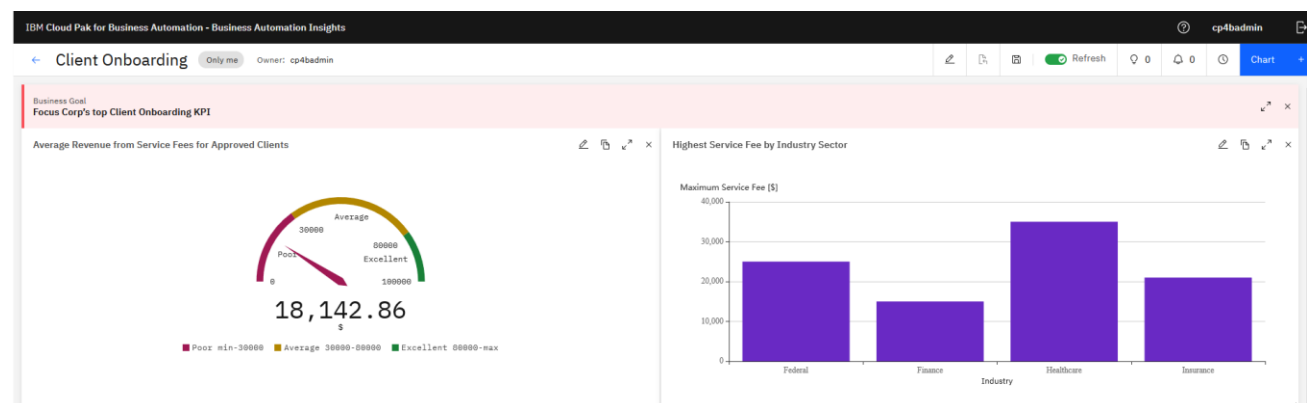 IBM Cloud Pak for Business Automation - Business Automation Insights
cp4badmin
Client Onboarding
Only me
Owner: cp4badmin
Refresh
0
0
Chart +
Business Goal
Focus Corp's top Client Onboarding KPI
Average Revenue from Service Fees for Approved Clients
Average
30000
80000
Poor
Excellent
0
100000
18,142.86
$
Poor min-30000 Average 30000-80000 Excellent 80000-max
Highest Service Fee by Industry Sector
Maximum Service Fee [$]
40,000
30,000
20,000
10,000
0
Federal Finance Healthcare Insurance
Industry